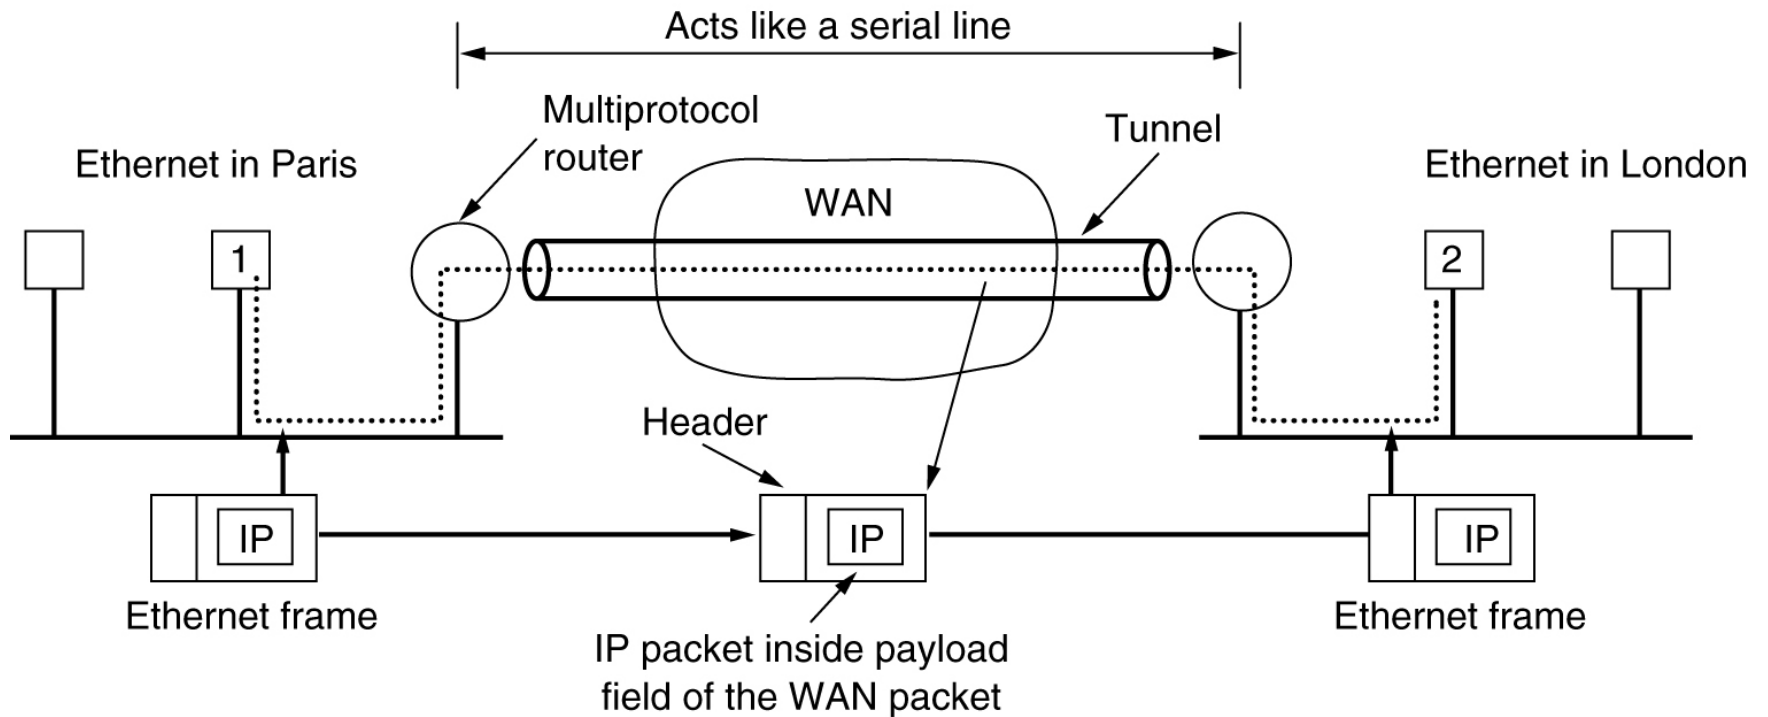 Acts like a serial line
Multiprotocol
router
Tunnel
Ethernet in Paris
Ethernet in London
WAN
1
2
Header
IP
IP
IP
Ethernet frame
Ethernet frame
IP packet inside payload
field of the WAN packet